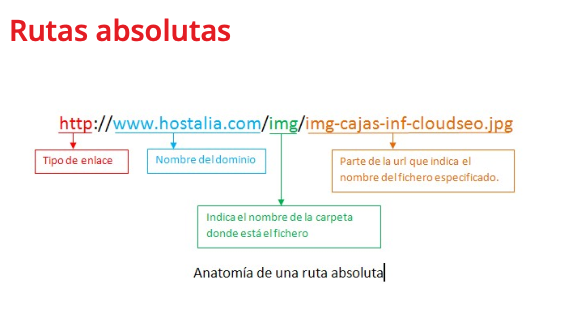 Rutas absolutas
http://www.hostalia.com/img/img-cajas-inf-cloudseo.jpg
Tipo de enlace
Nombre del dominio
Parte de la url que indica el
nombre del fichero especificado.
Indica el nombre de la carpeta
donde está el fichero
Anatomía de una ruta absoluta